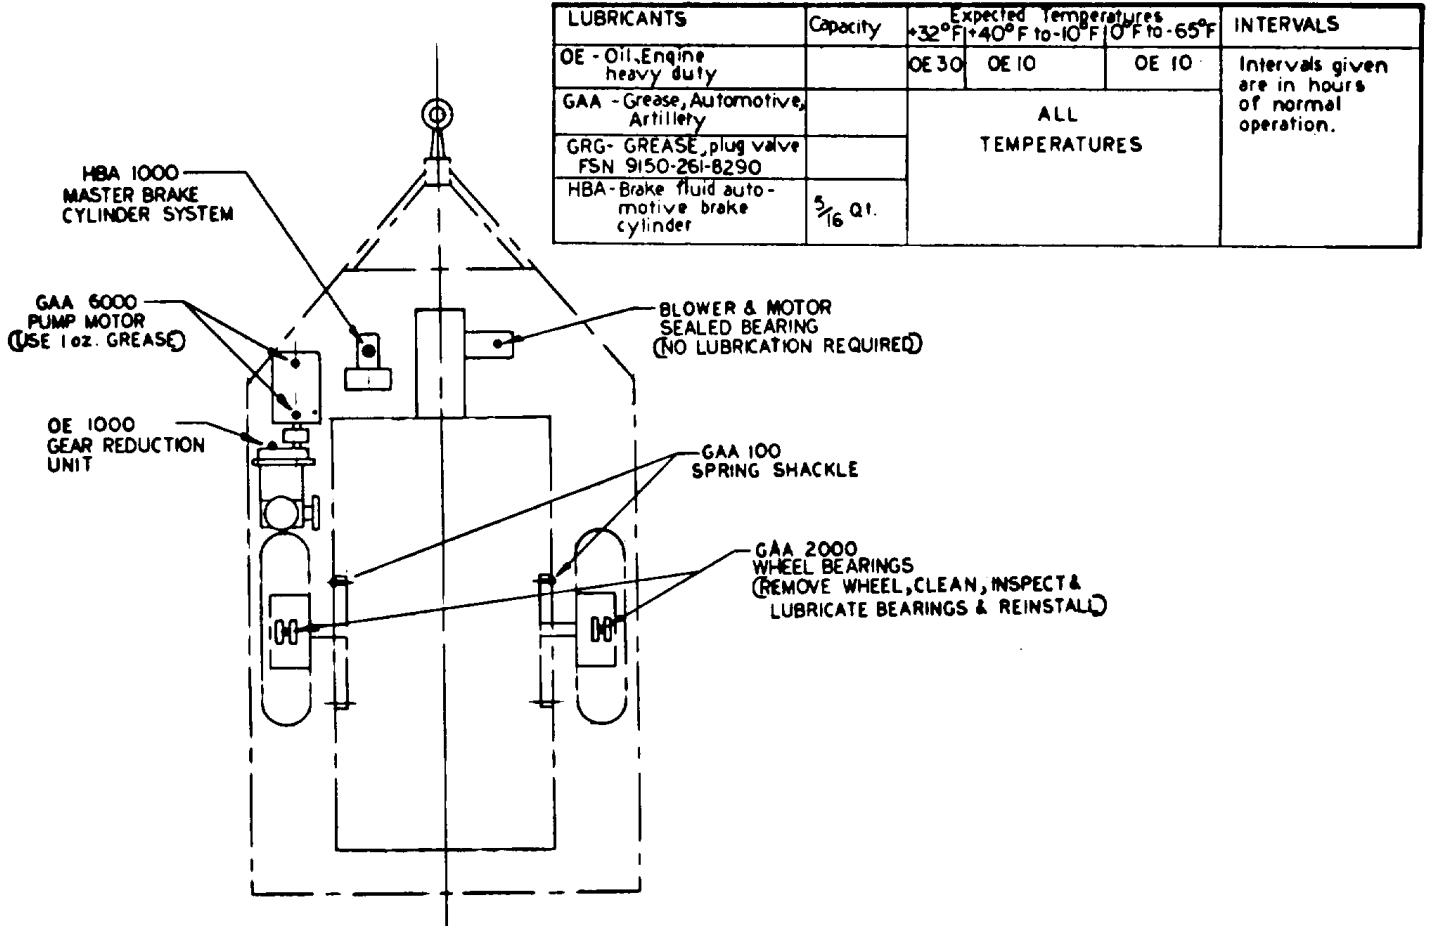 LUBRICANTS Capacity Expected Temperatures INTERVALS
+32°F +40°F to -10°F 0°F to -65°F
OE - Oil, Engine
heavy duty
OE 30 OE 10 OE 10
Intervals given
are in hours
of normal
operation.
GAA - Grease, Automotive,
Artillery
ALL
TEMPERATURES
GRG- GREASE, plug valve
FSN 9150-261-8290
HBA-Brake fluid auto-
motive brake
cylinder
5/16 Qt.
HBA 1000
MASTER BRAKE
CYLINDER SYSTEM
GAA 6000
PUMP MOTOR
(USE 1 oz. GREASE)
BLOWER & MOTOR
SEALED BEARING
(NO LUBRICATION REQUIRED)
OE 1000
GEAR REDUCTION
UNIT
GAA 100
SPRING SHACKLE
GAA 2000
WHEEL BEARINGS
(REMOVE WHEEL, CLEAN, INSPECT &
LUBRICATE BEARINGS & REINSTALL)